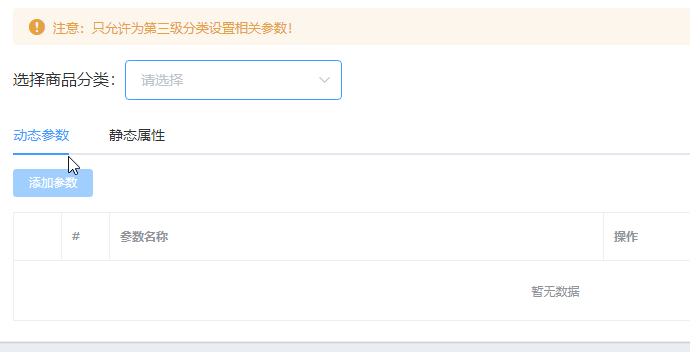 注意：只允许为第三级分类设置相关参数!
选择商品分类： 请选择
动态参数 静态属性
添加参数
# 参数名称 操作
暂无数据